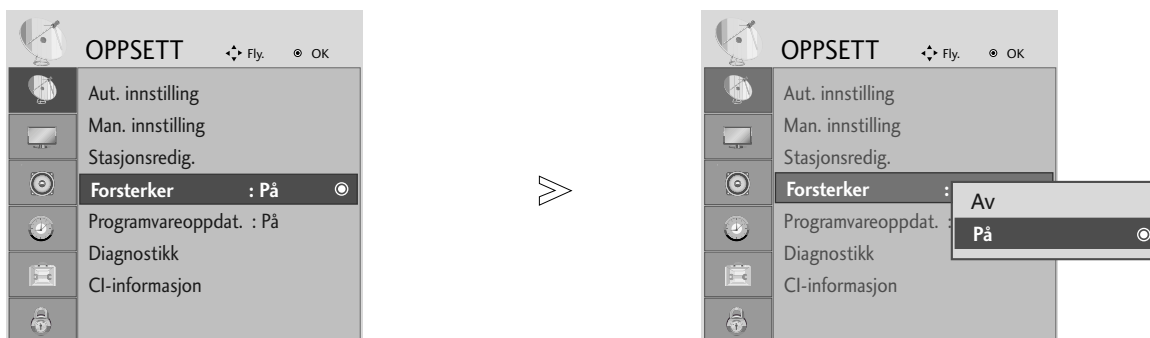 OPPSETT Fly. OK
Aut. innstilling
Man. innstilling
Stasjonsredig.
Forsterker : På
Programvareoppdat. : På
Diagnostikk
CI-informasjon
OPPSETT Fly. OK
Aut. innstilling
Man. innstilling
Stasjonsredig.
Forsterker :
Av
Programvareoppdat. :
På
Diagnostikk
CI-informasjon